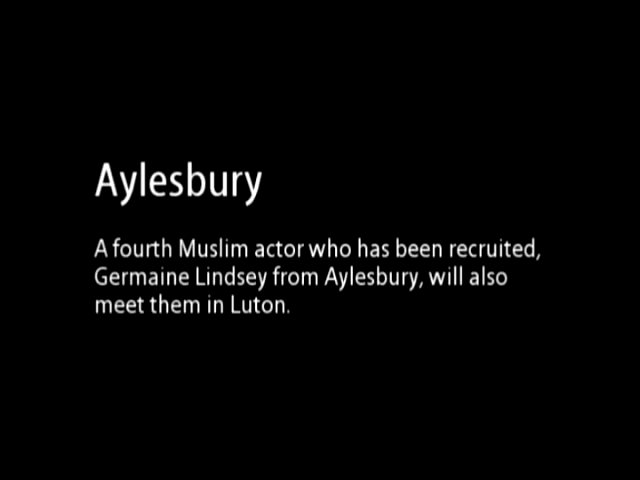 Aylesbury
A fourth Muslim actor who has been recruited,
Germaine Lindsey from Aylesbury, will also
meet them in Luton.